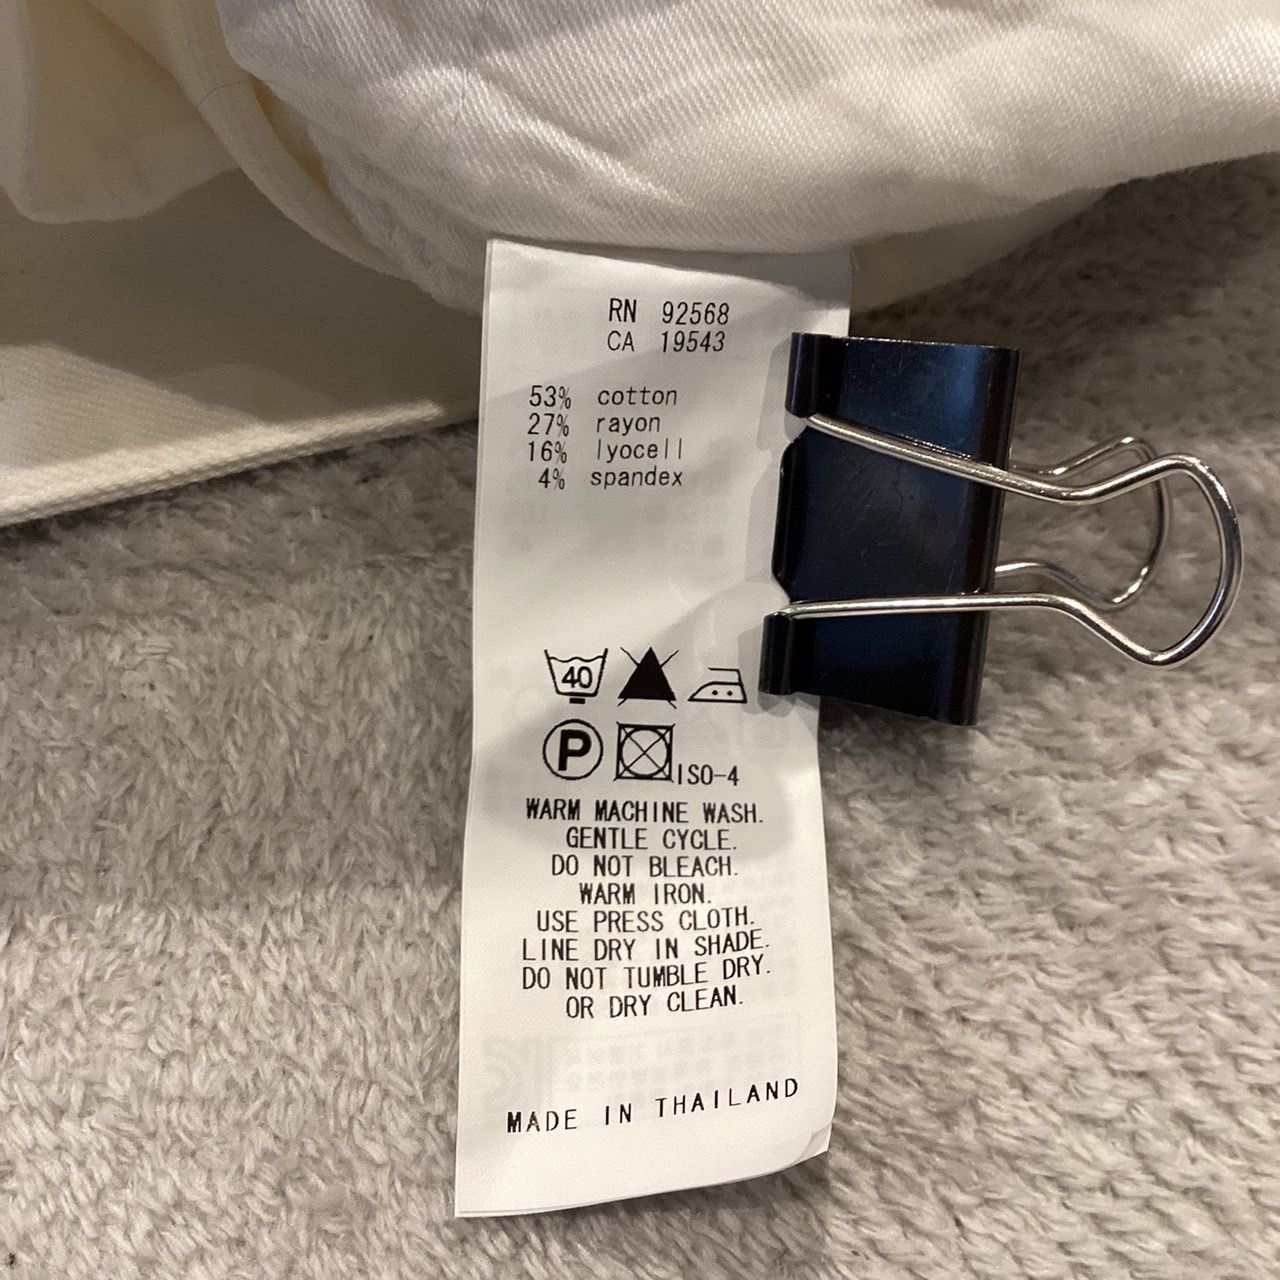 RN 92568
CA 19543
53% cotton
27% rayon
16% lyocell
4% spandex
40
P
ISO-4
WARM MACHINE WASH.
GENTLE CYCLE.
DO NOT BLEACH.
WARM IRON.
USE PRESS CLOTH.
LINE DRY IN SHADE.
DO NOT TUMBLE DRY.
OR DRY CLEAN.
MADE IN THAILAND